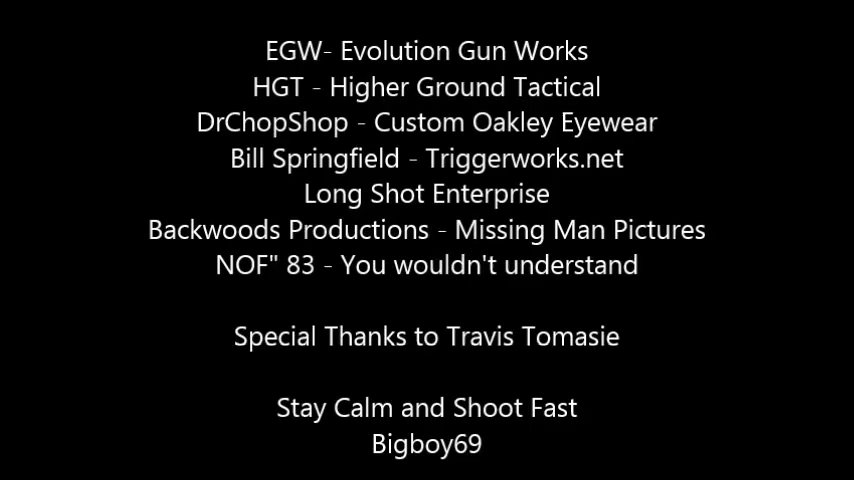 EGW- Evolution Gun Works
HGT - Higher Ground Tactical
DrChopShop - Custom Oakley Eyewear
Bill Springfield - Triggerworks.net
Long Shot Enterprise
Backwoods Productions - Missing Man Pictures
NOF" 83 - You wouldn't understand
Special Thanks to Travis Tomasie
Stay Calm and Shoot Fast
Bigboy69